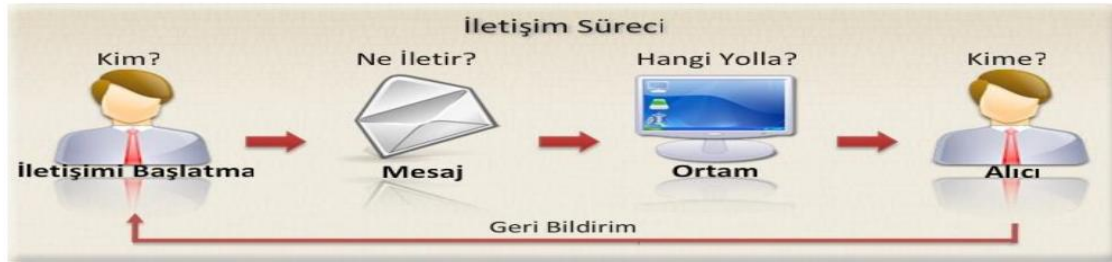 İletişim Süreci
Kim?
Ne İletir?
Hangi Yolla?
Kime?
İletişimi Başlatma
Mesaj
Ortam
Alıcı
Geri Bildirim